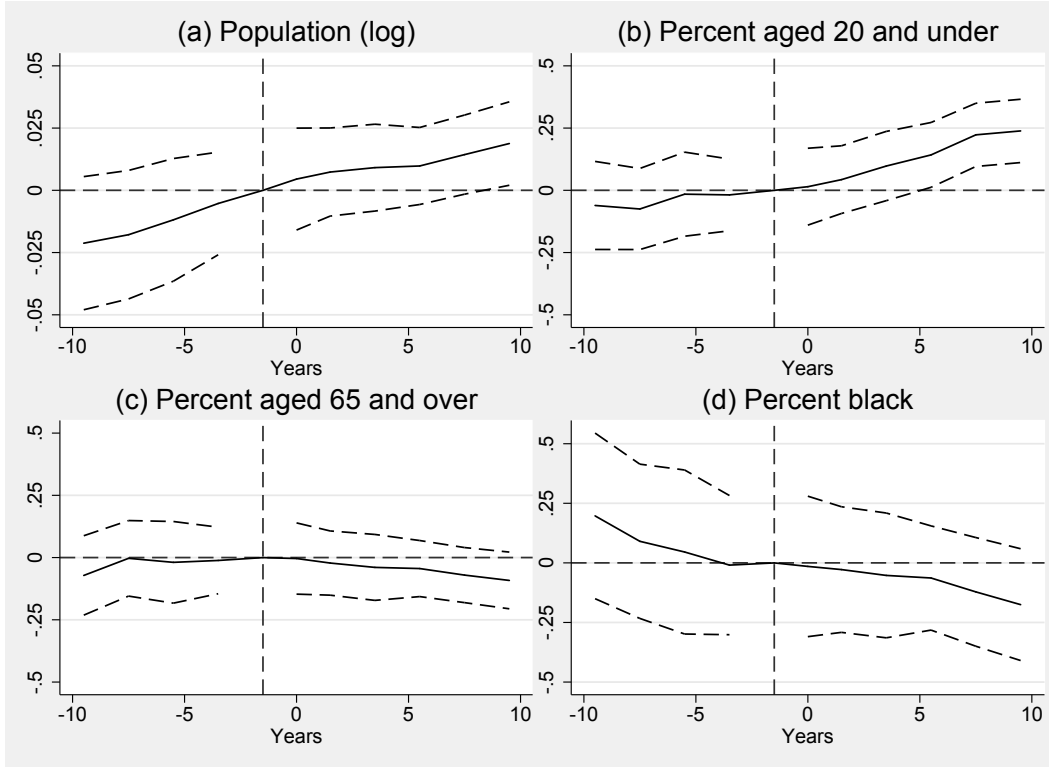 (a) Population (log)
.05
.025
0
-.025
-.05
-10 -5 0 5 10
Years
(b) Percent aged 20 and under
.5
.25
0
-.25
-.5
-10 -5 0 5 10
Years
(c) Percent aged 65 and over
.5
.25
0
-.25
-.5
-10 -5 0 5 10
Years
(d) Percent black
.5
.25
0
-.25
-.5
-10 -5 0 5 10
Years